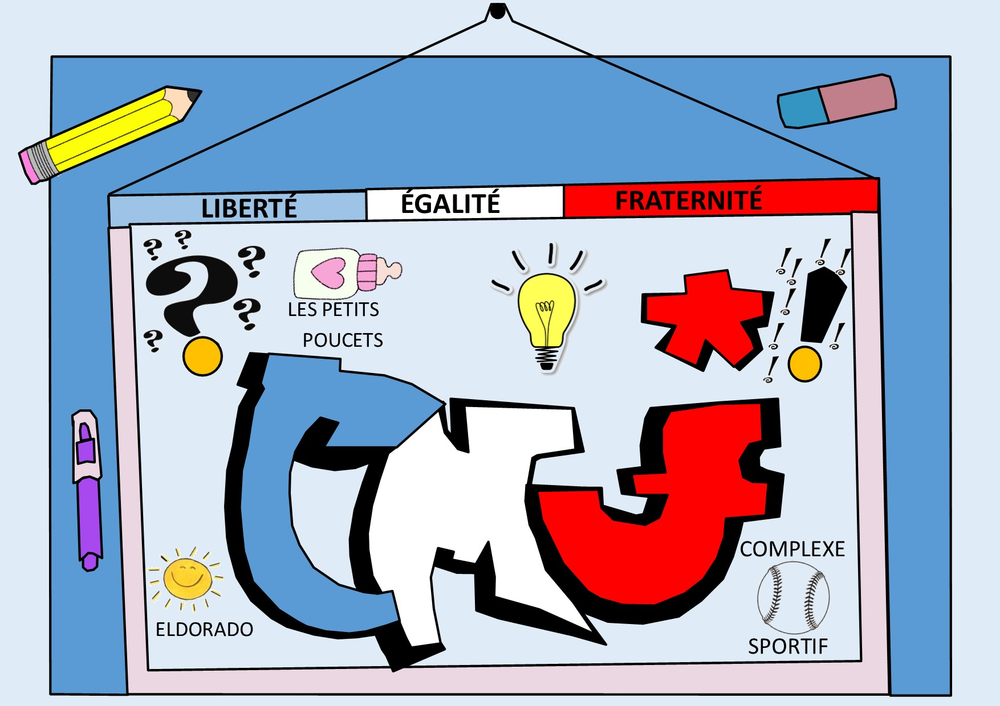 LIBERTÉ ÉGALITÉ FRATERNITÉ
LES PETITS
POUCETS
CMJ
ELDORADO
COMPLEXE
SPORTIF